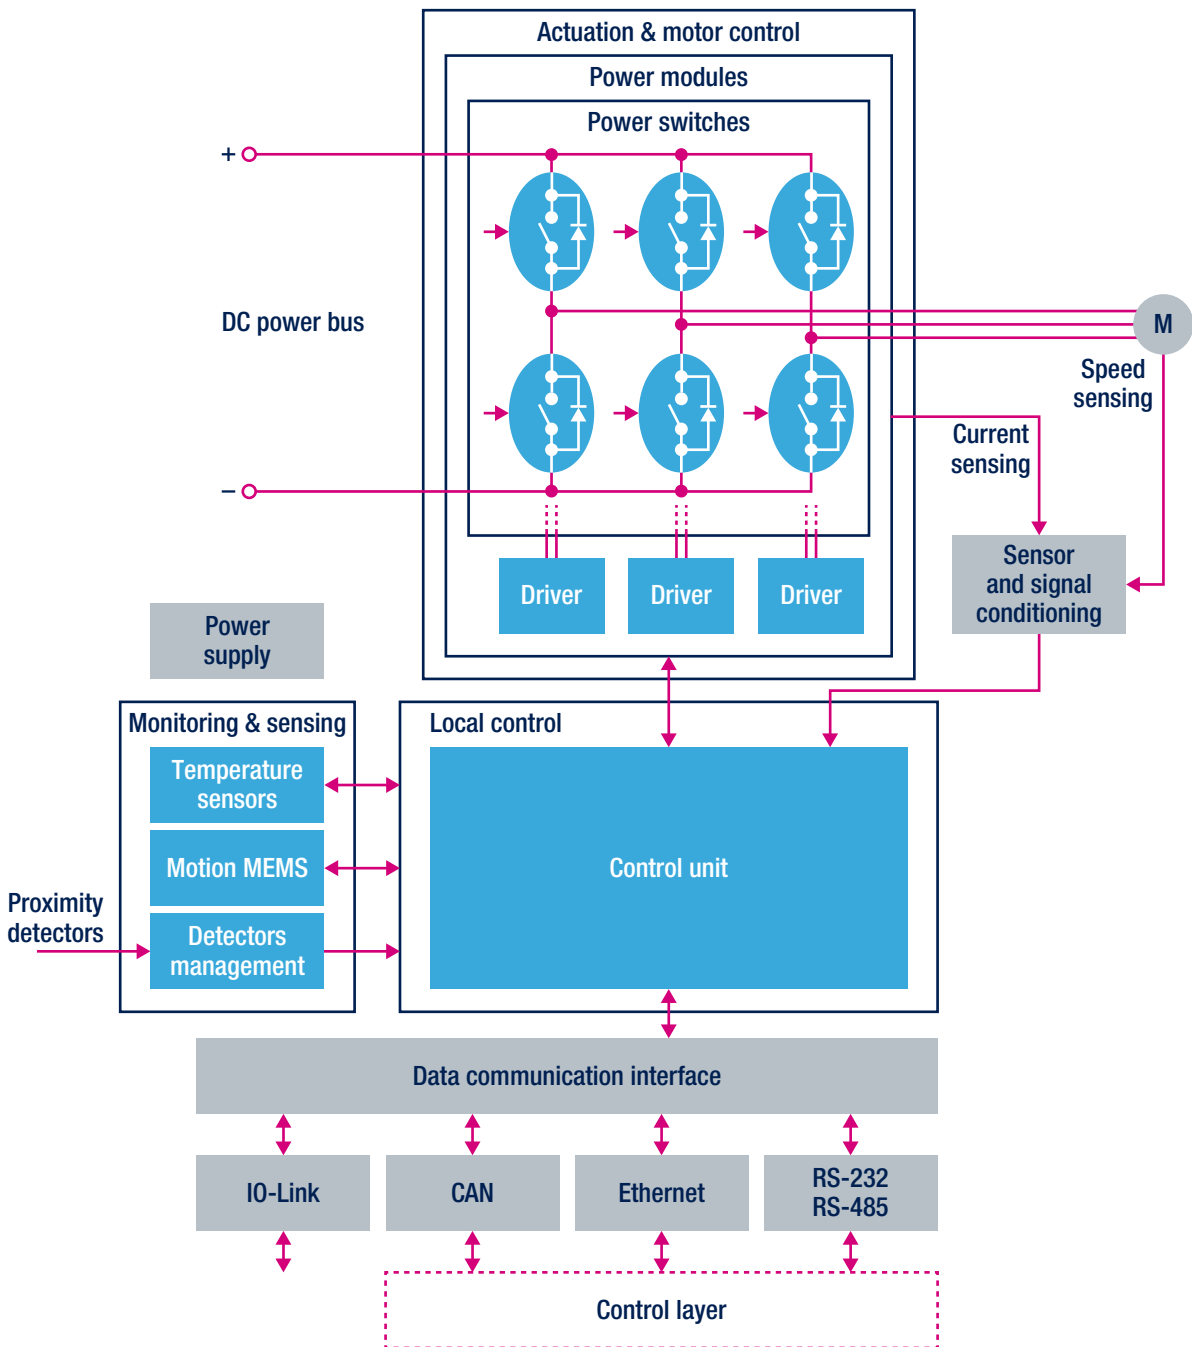 Actuation & motor control
Power modules
Power switches
+
DC power bus
M
Speed
sensing
Current
sensing
–
Driver
Driver
Driver
Sensor
and signal
conditioning
Power
supply
Monitoring & sensing
Local control
Temperature
sensors
Motion MEMS
Control unit
Proximity
detectors
Detectors
management
Data communication interface
IO-Link
CAN
Ethernet
RS-232
RS-485
Control layer